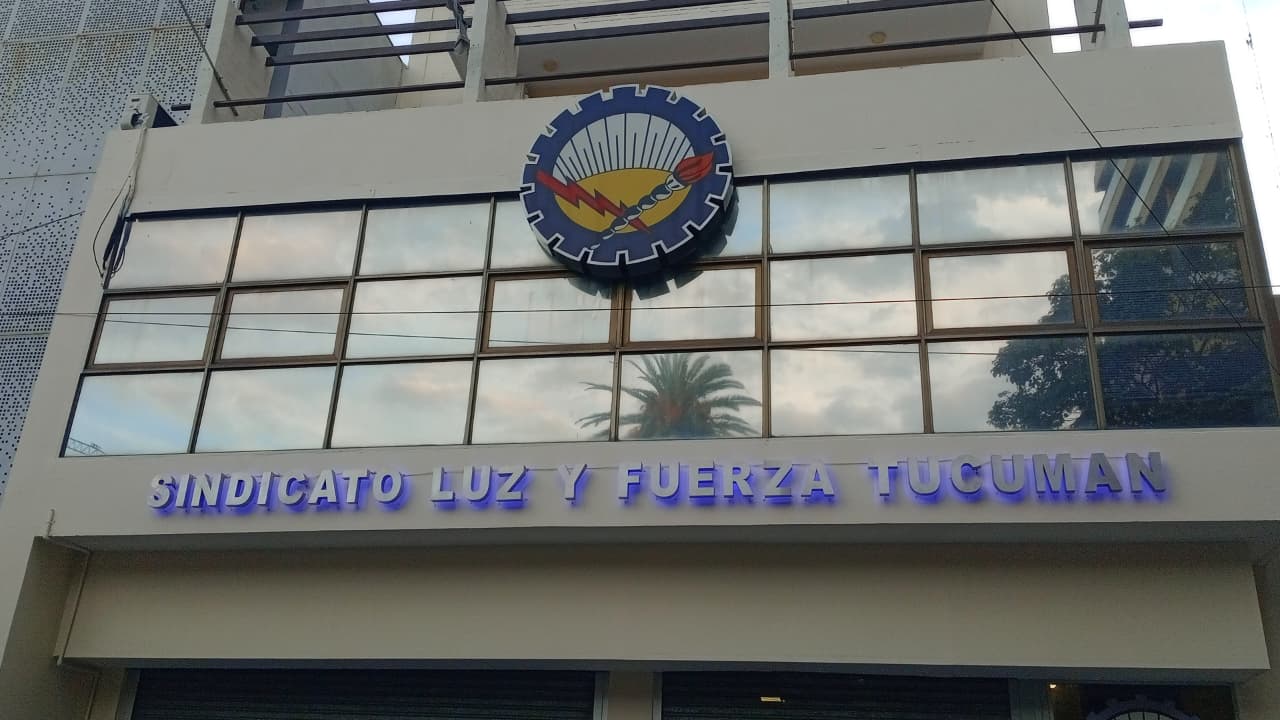 SINDICATO LUZ Y FUERZA TUCUMAN